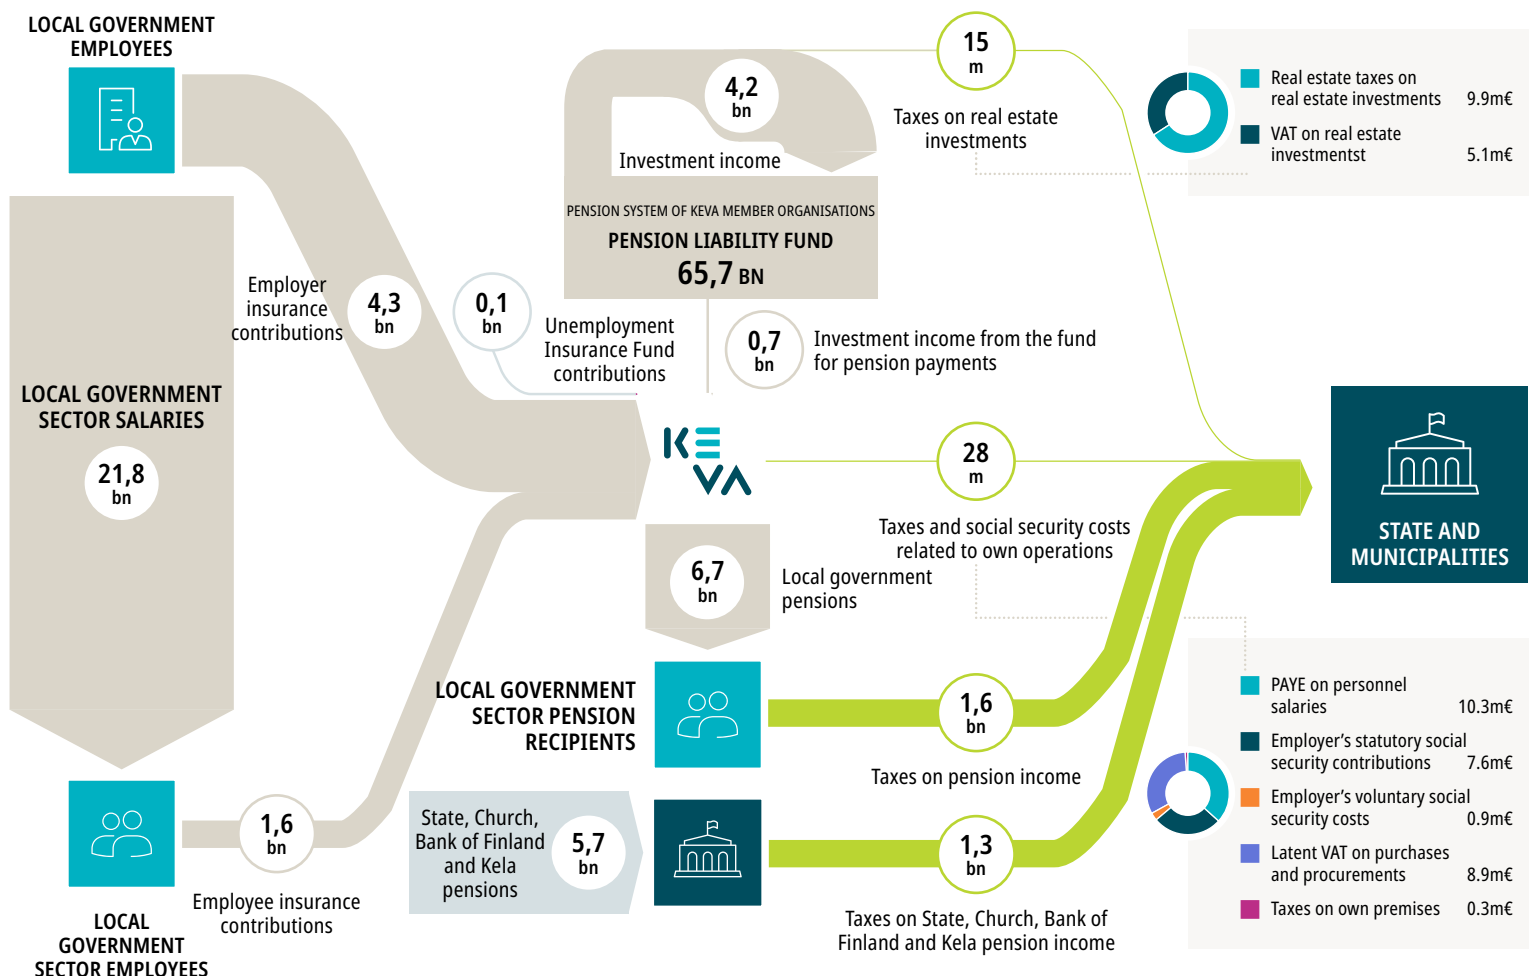 LOCAL GOVERNMENT
EMPLOYEES
LOCAL GOVERNMENT
SECTOR SALARIES
21,8
bn
LOCAL
GOVERNMENT
SECTOR EMPLOYEES
Employer
insurance
contributions
4,3
bn
1,6
bn
Employee insurance
contributions
0,1
bn
Unemployment
Insurance Fund
contributions
4,2
bn
Investment income
PENSION SYSTEM OF KEVA MEMBER ORGANISATIONS
PENSION LIABILITY FUND
65,7 BN
0,7
bn
Investment income from the fund
for pension payments
KEVA
6,7
bn
Local government
pensions
LOCAL GOVERNMENT
SECTOR PENSION
RECIPIENTS
State, Church,
Bank of Finland
and Kela
pensions
5,7
bn
15
m
Taxes on real estate
investments
28
m
Taxes and social security costs
related to own operations
1,6
bn
Taxes on pension income
1,3
bn
Taxes on State, Church, Bank of
Finland and Kela pension income
Real estate taxes on
real estate investments 9.9m€
VAT on real estate
investmentst 5.1m€
STATE AND
MUNICIPALITIES
PAYE on personnel
salaries 10.3m€
Employer's statutory social
security contributions 7.6m€
Employer's voluntary social
security costs 0.9m€
Latent VAT on purchases
and procurements 8.9m€
Taxes on own premises 0.3m€